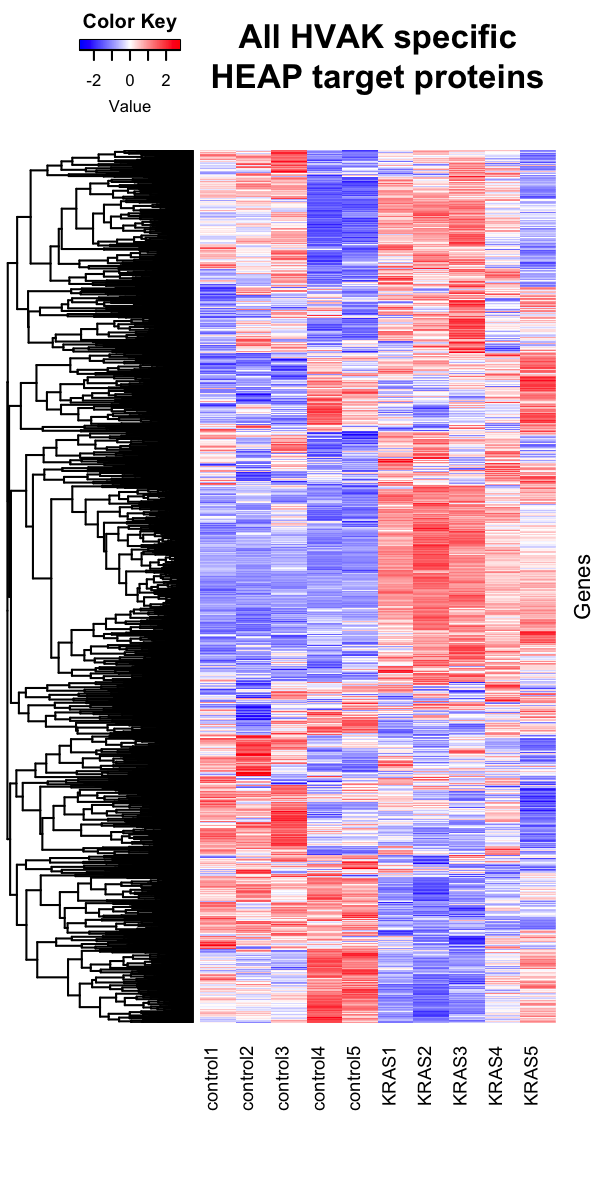 Color Key
-2 0 2
Value
All HVAK specific
HEAP target proteins
Genes
control1
control2
control3
control4
control5
KRAS1
KRAS2
KRAS3
KRAS4
KRAS5